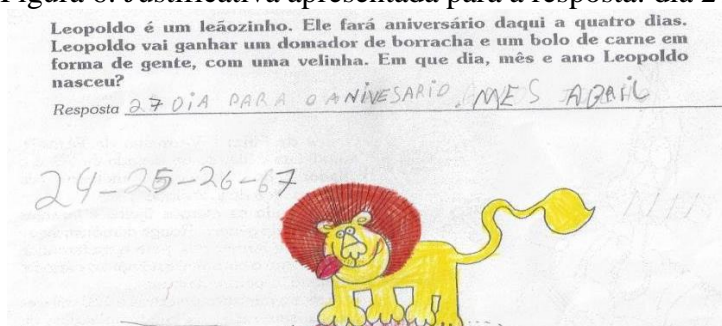 Figura 6: Justificativa apresentada para a resposta: dia 2
Leopoldo é um leãozinho. Ele fará aniversário daqui a quatro dias.
Leopoldo vai ganhar um domador de borracha e um bolo de carne em
forma de gente, com uma velinha. Em que dia, mês e ano Leopoldo
nasceu?
Resposta 27 DIA PARA O ANIVESARIO. MES ABRIL
24-25-26-67